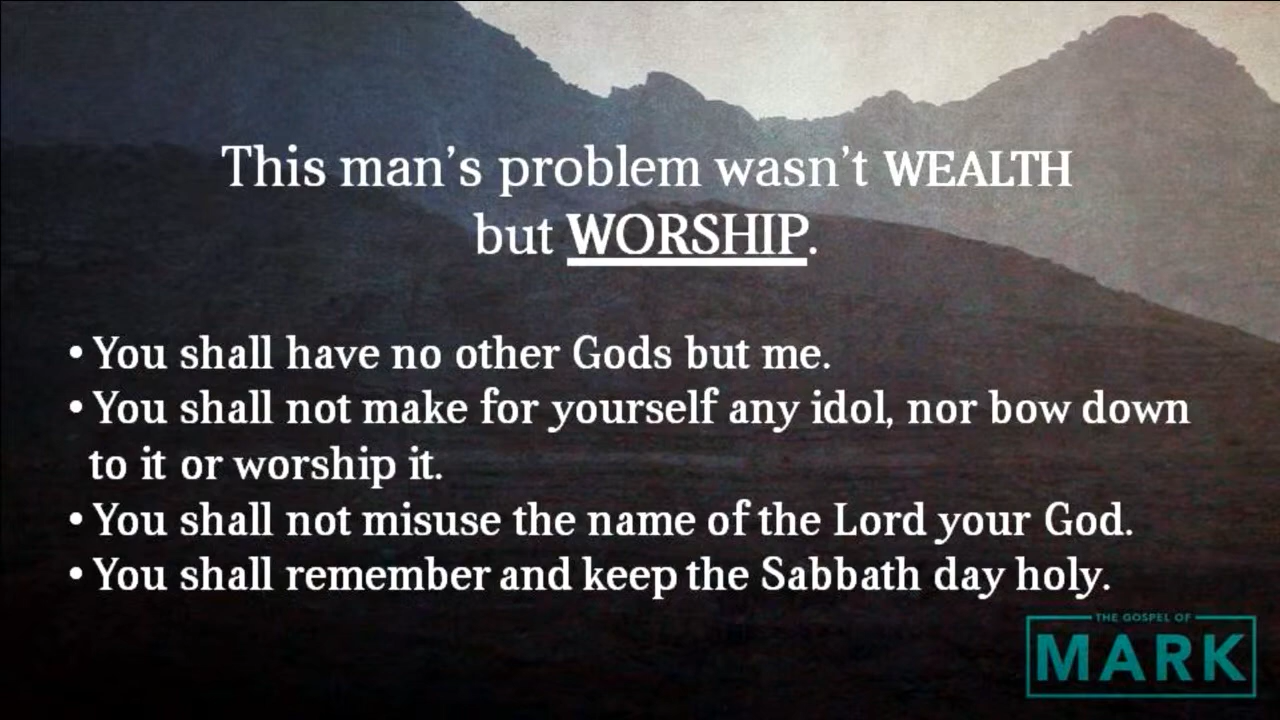 This man’s problem wasn’t WEALTH
but WORSHIP.
• You shall have no other Gods but me.
• You shall not make for yourself any idol, nor bow down
to it or worship it.
• You shall not misuse the name of the Lord your God.
• You shall remember and keep the Sabbath day holy.
THE GOSPEL OF
MARK